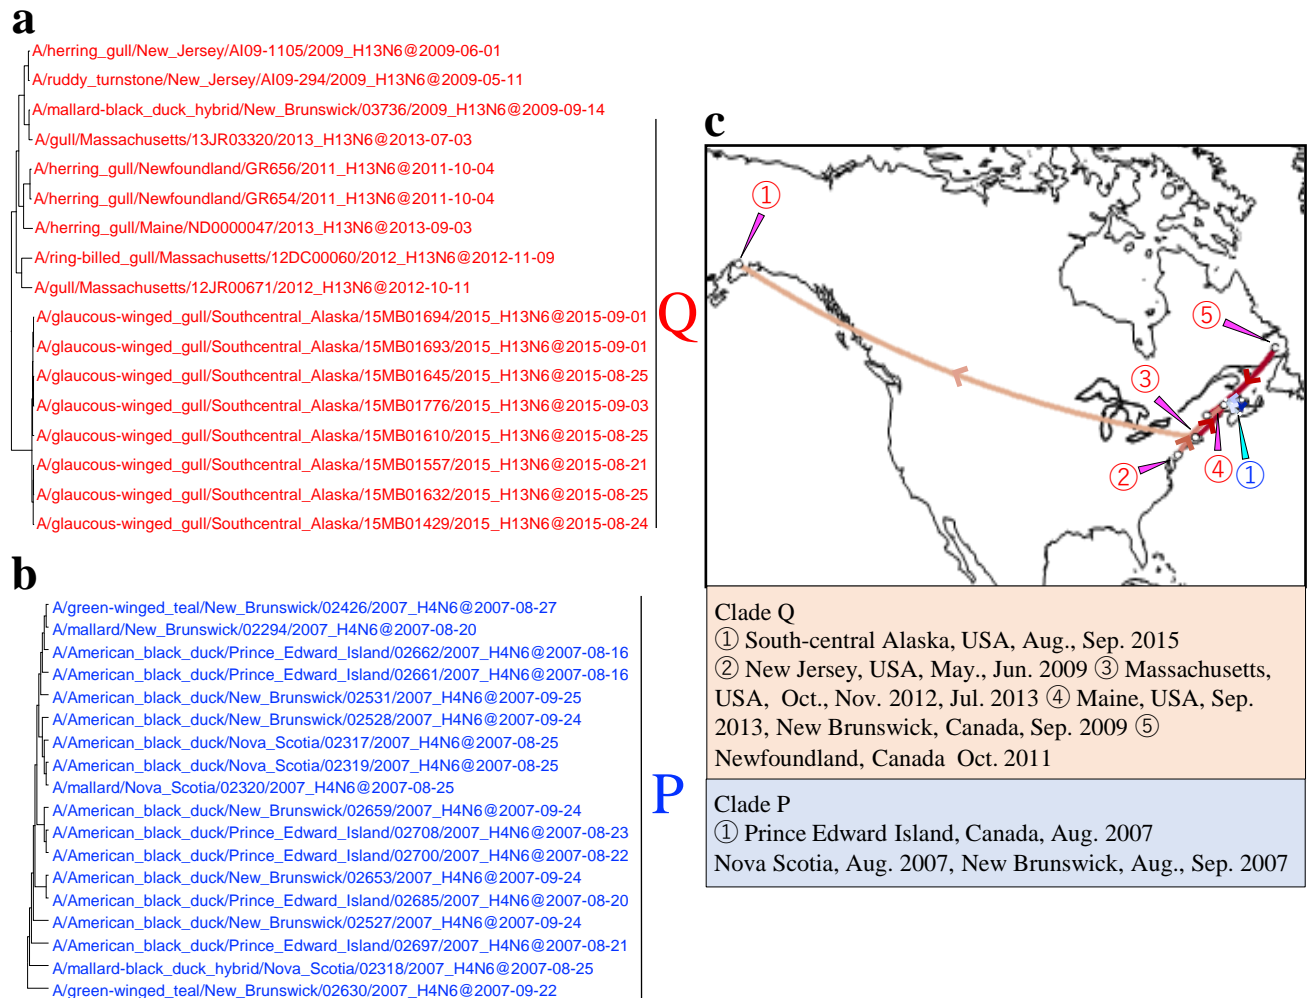 a
A/herring_gull/New_Jersey/AI09-1105/2009_H13N6@2009-06-01
A/ruddy_turnstone/New_Jersey/AI09-294/2009_H13N6@2009-05-11
A/mallard-black_duck_hybrid/New_Brunswick/03736/2009_H13N6@2009-09-14
A/gull/Massachusetts/13JR03320/2013_H13N6@2013-07-03
A/herring_gull/Newfoundland/GR656/2011_H13N6@2011-10-04
A/herring_gull/Newfoundland/GR654/2011_H13N6@2011-10-04
A/herring_gull/Maine/ND0000047/2013_H13N6@2013-09-03
A/ring-billed_gull/Massachusetts/12DC00060/2012_H13N6@2012-11-09
A/gull/Massachusetts/12JR00671/2012_H13N6@2012-10-11
A/glaucous-winged_gull/Southcentral_Alaska/15MB01694/2015_H13N6@2015-09-01
A/glaucous-winged_gull/Southcentral_Alaska/15MB01693/2015_H13N6@2015-09-01
A/glaucous-winged_gull/Southcentral_Alaska/15MB01645/2015_H13N6@2015-08-25
A/glaucous-winged_gull/Southcentral_Alaska/15MB01776/2015_H13N6@2015-09-03
A/glaucous-winged_gull/Southcentral_Alaska/15MB01610/2015_H13N6@2015-08-25
A/glaucous-winged_gull/Southcentral_Alaska/15MB01557/2015_H13N6@2015-08-21
A/glaucous-winged_gull/Southcentral_Alaska/15MB01632/2015_H13N6@2015-08-25
A/glaucous-winged_gull/Southcentral_Alaska/15MB01429/2015_H13N6@2015-08-24
Q
b
A/green-winged_teal/New_Brunswick/02426/2007_H4N6@2007-08-27
A/mallard/New_Brunswick/02294/2007_H4N6@2007-08-20
A/American_black_duck/Prince_Edward_Island/02662/2007_H4N6@2007-08-16
A/American_black_duck/Prince_Edward_Island/02661/2007_H4N6@2007-08-16
A/American_black_duck/New_Brunswick/02531/2007_H4N6@2007-09-25
A/American_black_duck/New_Brunswick/02528/2007_H4N6@2007-09-24
A/American_black_duck/Nova_Scotia/02317/2007_H4N6@2007-08-25
A/American_black_duck/Nova_Scotia/02319/2007_H4N6@2007-08-25
A/mallard/Nova_Scotia/02320/2007_H4N6@2007-08-25
A/American_black_duck/New_Brunswick/02659/2007_H4N6@2007-09-24
A/American_black_duck/Prince_Edward_Island/02708/2007_H4N6@2007-08-23
A/American_black_duck/Prince_Edward_Island/02700/2007_H4N6@2007-08-22
A/American_black_duck/New_Brunswick/02653/2007_H4N6@2007-09-24
A/American_black_duck/Prince_Edward_Island/02685/2007_H4N6@2007-08-20
A/American_black_duck/New_Brunswick/02527/2007_H4N6@2007-09-24
A/American_black_duck/Prince_Edward_Island/02697/2007_H4N6@2007-08-21
A/mallard-black_duck_hybrid/Nova_Scotia/02318/2007_H4N6@2007-08-25
A/green-winged_teal/New_Brunswick/02630/2007_H4N6@2007-09-22
P
c
①
⑤
③
②
④
①
Clade Q
① South-central Alaska, USA, Aug., Sep. 2015
② New Jersey, USA, May., Jun. 2009 ③ Massachusetts,
USA, Oct., Nov. 2012, Jul. 2013 ④ Maine, USA, Sep.
2013, New Brunswick, Canada, Sep. 2009 ⑤
Newfoundland, Canada Oct. 2011
Clade P
① Prince Edward Island, Canada, Aug. 2007
Nova Scotia, Aug. 2007, New Brunswick, Aug., Sep. 2007